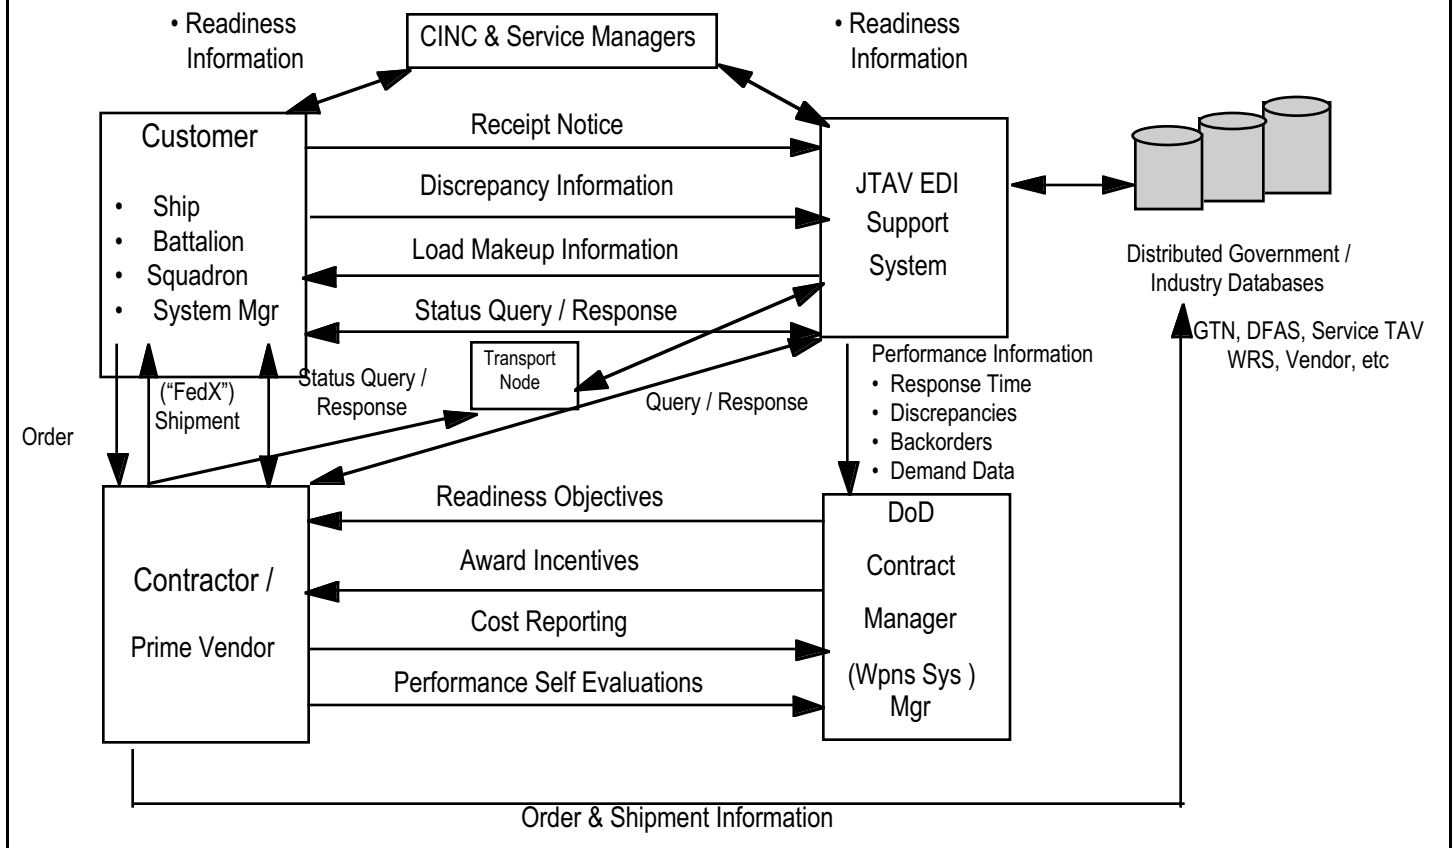 • Readiness
Information
CINC & Service Managers
• Readiness
Information
Customer
• Ship
• Battalion
• Squadron
• System Mgr
Receipt Notice
Discrepancy Information
Load Makeup Information
Status Query / Response
JTAV EDI
Support
System
Distributed Government /
Industry Databases
GTN, DFAS, Service TAV
WRS, Vendor, etc
Transport
Node
Order
(“FedX”)
Shipment
Status Query /
Response
Query / Response
Performance Information
• Response Time
• Discrepancies
• Backorders
• Demand Data
Contractor /
Prime Vendor
Readiness Objectives
Award Incentives
Cost Reporting
Performance Self Evaluations
DoD
Contract
Manager
(Wpns Sys )
Mgr
Order & Shipment Information